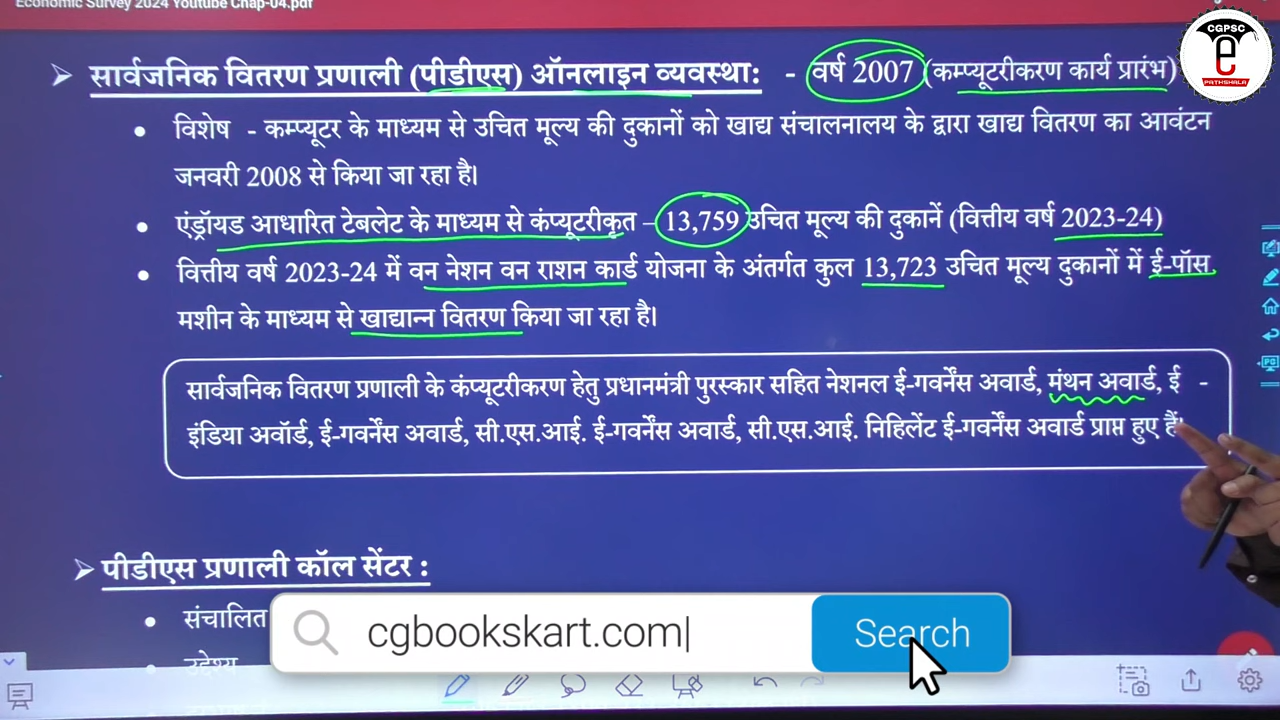 Economic Survey 2024 Youtube Chap-04.pdf
CGPSC
e
PATHSHALA
➢ सार्वजनिक वितरण प्रणाली (पीडीएस) ऑनलाइन व्यवस्था: - वर्ष 2007 (कम्प्यूटरीकरण कार्य प्रारंभ)
• विशेष - कम्प्यूटर के माध्यम से उचित मूल्य की दुकानों को खाद्य संचालनालय के द्वारा खाद्य वितरण का आवंटन
जनवरी 2008 से किया जा रहा है।
• एंड्रॉयड आधारित टेबलेट के माध्यम से कंप्यूटरीकृत – 13,759 उचित मूल्य की दुकानें (वित्तीय वर्ष 2023-24)
• वित्तीय वर्ष 2023-24 में वन नेशन वन राशन कार्ड योजना के अंतर्गत कुल 13,723 उचित मूल्य दुकानों में ई-पॉस
मशीन के माध्यम से खाद्यान्न वितरण किया जा रहा है।
सार्वजनिक वितरण प्रणाली के कंप्यूटरीकरण हेतु प्रधानमंत्री पुरस्कार सहित नेशनल ई-गवर्नेंस अवार्ड, मंथन अवार्ड, ई -
इंडिया अवॉर्ड, ई-गवर्नेंस अवार्ड, सी.एस.आई. ई-गवर्नेंस अवार्ड, सी.एस.आई. निहिलेंट ई-गवर्नेंस अवार्ड प्राप्त हुए हैं।
➢ पीडीएस प्रणाली कॉल सेंटर :
• संचालित
cgbookskart.com
Search
• उद्देश्य